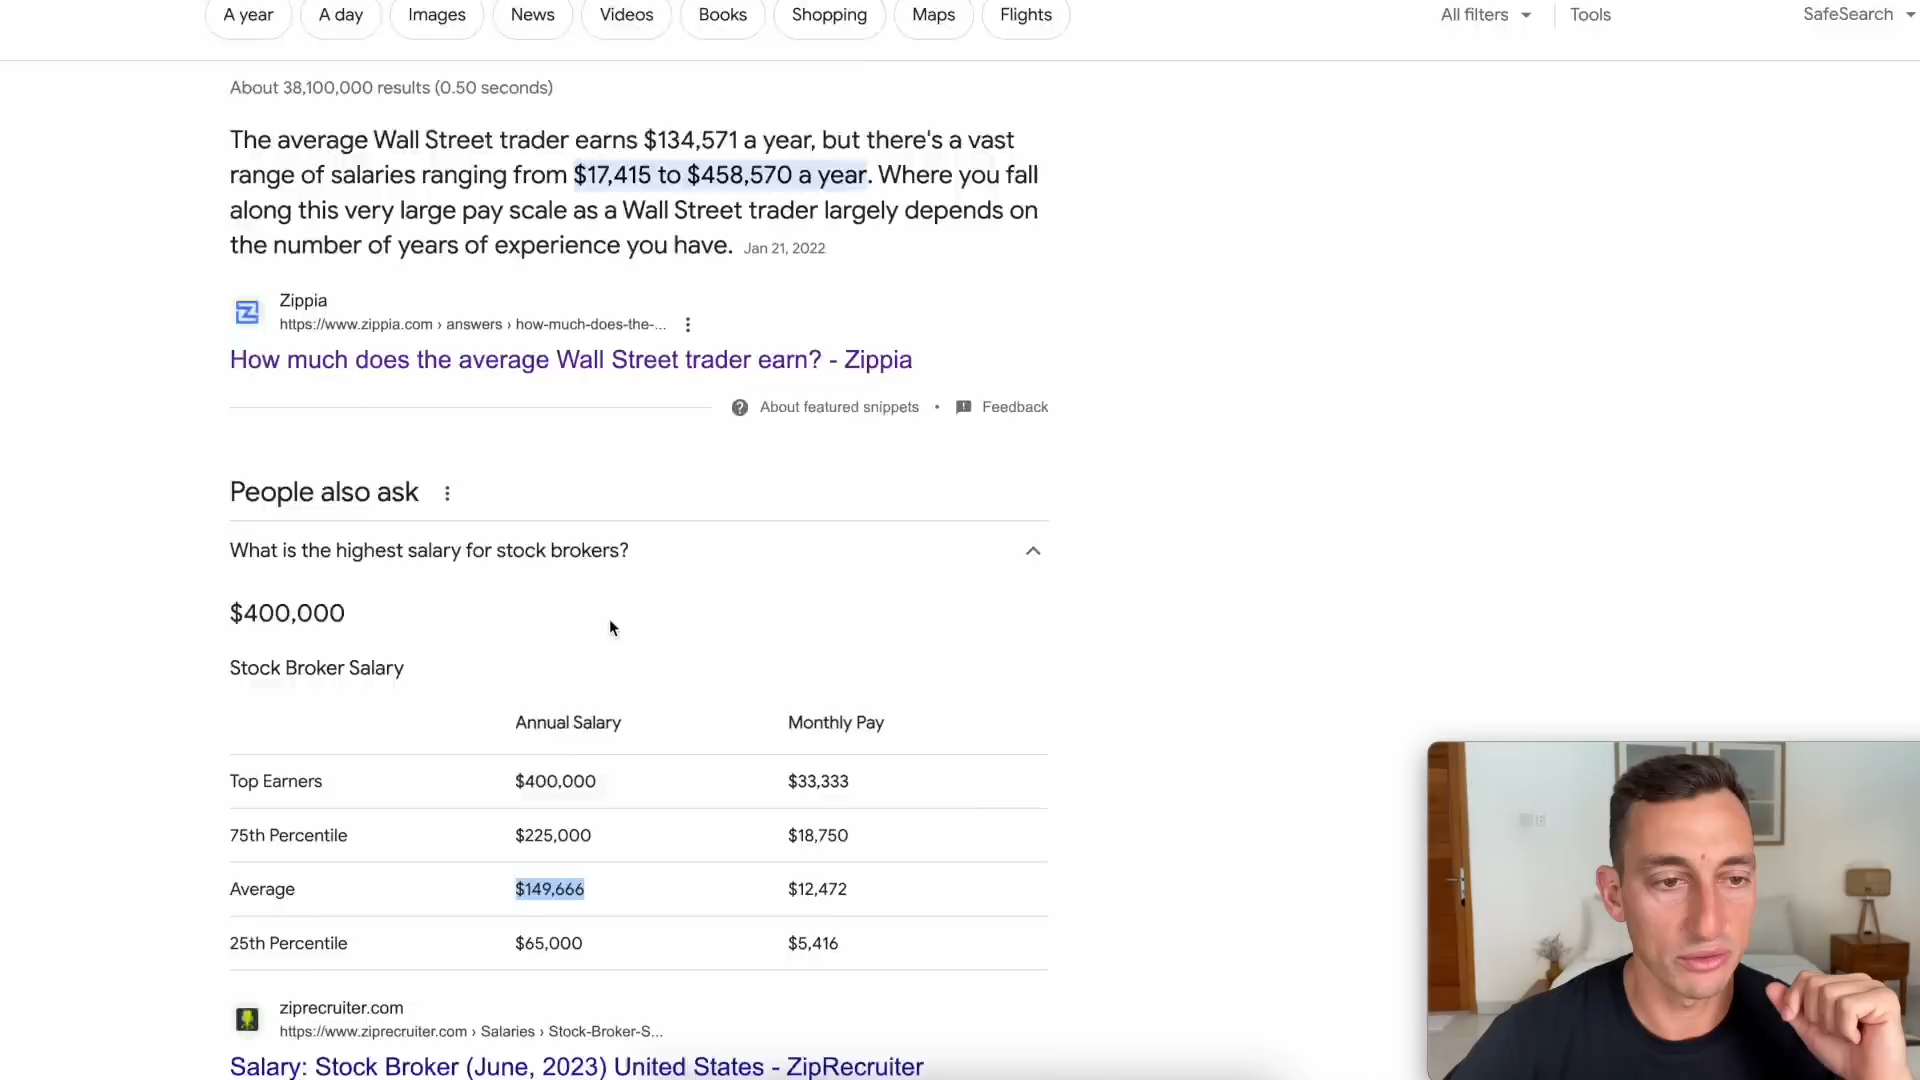 A year A day Images News Videos Books Shopping Maps Flights All filters Tools SafeSearch
About 38,100,000 results (0.50 seconds)
The average Wall Street trader earns $134,571 a year, but there's a vast
range of salaries ranging from $17,415 to $458,570 a year. Where you fall
along this very large pay scale as a Wall Street trader largely depends on
the number of years of experience you have. Jan 21, 2022
Zippia
https://www.zippia.com › answers › how-much-does-the-...
How much does the average Wall Street trader earn? - Zippia
About featured snippets • Feedback
People also ask
What is the highest salary for stock brokers?
$400,000
Stock Broker Salary
Annual Salary Monthly Pay
Top Earners $400,000 $33,333
75th Percentile $225,000 $18,750
Average $149,666 $12,472
25th Percentile $65,000 $5,416
ziprecruiter.com
https://www.ziprecruiter.com › Salaries › Stock-Broker-S...
Salary: Stock Broker (June, 2023) United States - ZipRecruiter